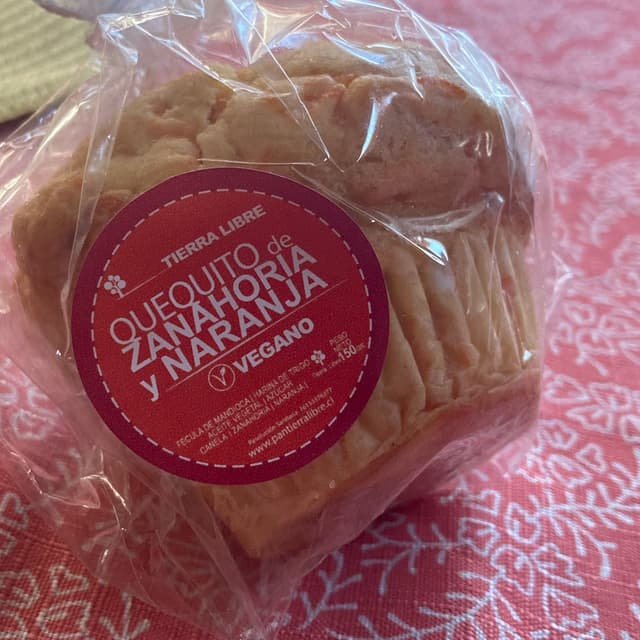 TIERRA LIBRE
QUEQUITO de
ZANAHORIA
y NARANJA
VEGANO
PESO
150
FÉCULA DE MANDIOCA | HARINA DE TRIGO
ACEITE VEGETAL | AZÚCAR
CANELA | ZANAHORIA | NARANJA |
www.pantierralibre.cl